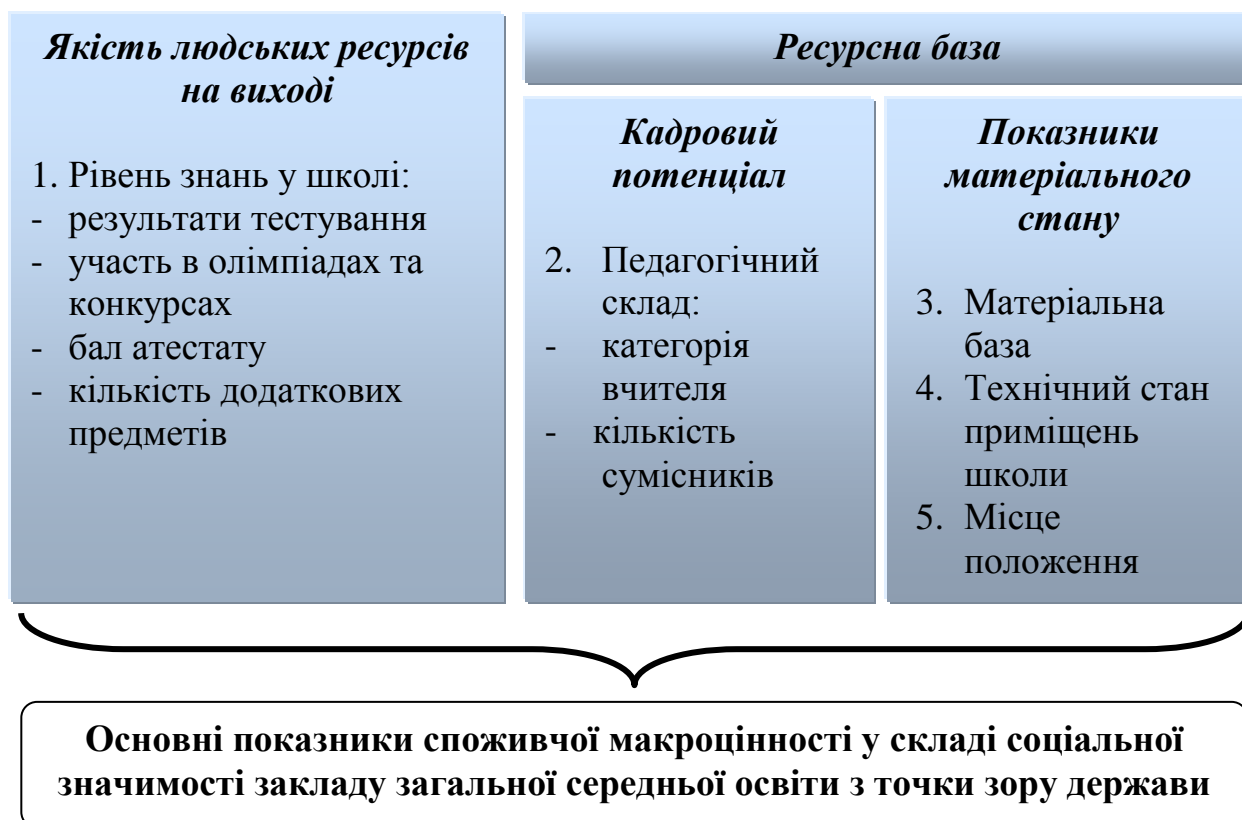 Якість людських ресурсів
на виході
1. Рівень знань у школі:
- результати тестування
- участь в олімпіадах та
конкурсах
- бал атестату
- кількість додаткових
предметів
Ресурсна база
Кадровий
потенціал
2. Педагогічний
склад:
- категорія
вчителя
- кількість
сумісників
Показники
матеріального
стану
3. Матеріальна
база
4. Технічний стан
приміщень
школи
5. Місце
положення
Основні показники споживчої макроцінності у складі соціальної
значимості закладу загальної середньої освіти з точки зору держави